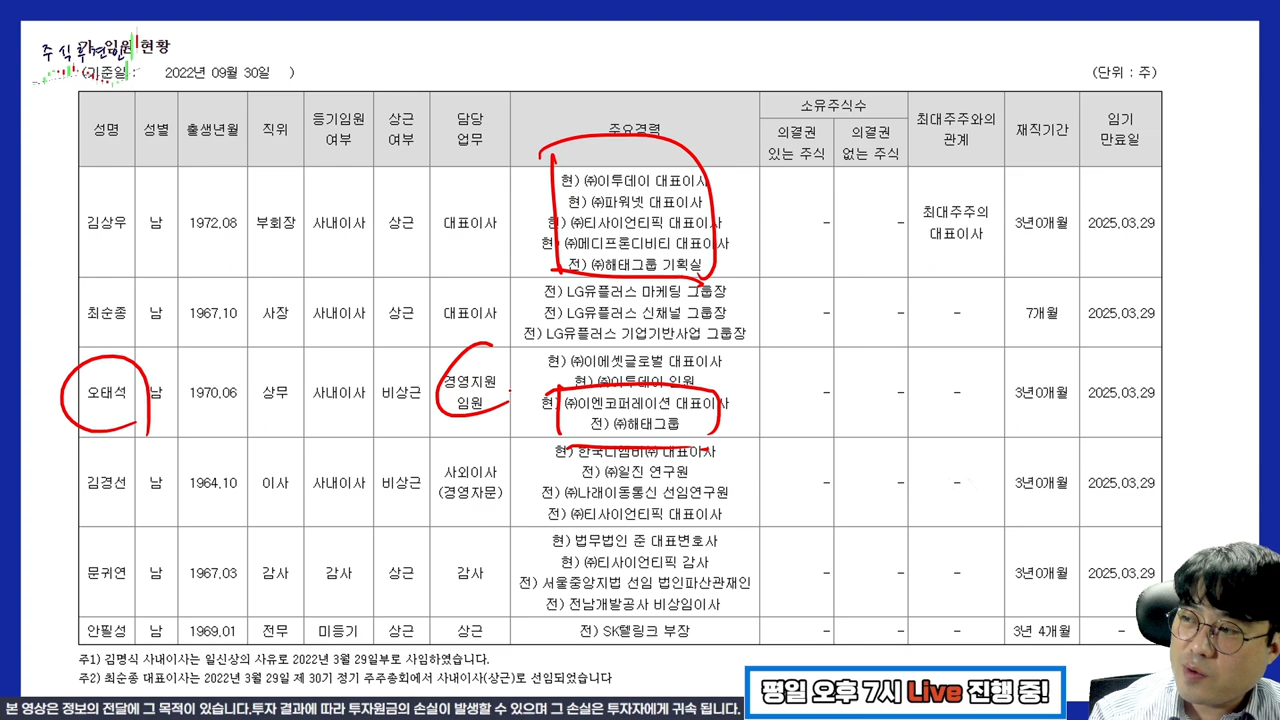 주식후견인
가. 임원 현황
(기준일 : 2022년 09월 30일 ) (단위 : 주)
성명 성별 출생년월 직위 등기임원 여부 상근 여부 담당 업무 주요경력 소유주식수 최대주주와의 관계 재직기간 임기 만료일
의결권 있는 주식 의결권 없는 주식
김상우 남 1972.08 부회장 사내이사 상근 대표이사
현) ㈜이투데이 대표이사
현) ㈜파워넷 대표이사
현) ㈜티사이언티픽 대표이사
현) ㈜메디프론디비티 대표이사
전) ㈜해태그룹 기획실
- - 최대주주의 대표이사 3년0개월 2025.03.29
최순종 남 1967.10 사장 사내이사 상근 대표이사
전) LG유플러스 마케팅 그룹장
전) LG유플러스 신채널 그룹장
전) LG유플러스 기업기반사업 그룹장
- - - 7개월 2025.03.29
오태석 남 1970.06 상무 사내이사 비상근 경영지원 임원
현) ㈜이에셋글로벌 대표이사
현) ㈜이투데이 임원
현) ㈜이엔코퍼레이션 대표이사
전) ㈜해태그룹
- - - 3년0개월 2025.03.29
김경선 남 1964.10 이사 사내이사 비상근 사외이사 (경영자문)
현) 한국디엠비㈜ 대표이사
전) ㈜일진 연구원
전) ㈜나래이동통신 선임연구원
전) ㈜티사이언티픽 대표이사
- - - 3년0개월 2025.03.29
문귀연 남 1967.03 감사 감사 상근 감사
현) 법무법인 준 대표변호사
현) ㈜티사이언티픽 감사
전) 서울중앙지법 선임 법인파산관재인
전) 전남개발공사 비상임이사
- - - 3년0개월 2025.03.29
안필성 남 1969.01 전무 미등기 상근 상근 전) SK텔링크 부장 - - - 3년 4개월 -
주1) 김명식 사내이사는 일신상의 사유로 2022년 3월 29일부로 사임하였습니다.
주2) 최순종 대표이사는 2022년 3월 29일 제 30기 정기 주주총회에서 사내이사(상근)로 선임되었습니다
평일 오후 7시 Live 진행 중!
본 영상은 정보의 전달에 그 목적이 있습니다.투자 결과에 따라 투자원금의 손실이 발생할 수 있으며 그 손실은 투자자에게 귀속 됩니다.